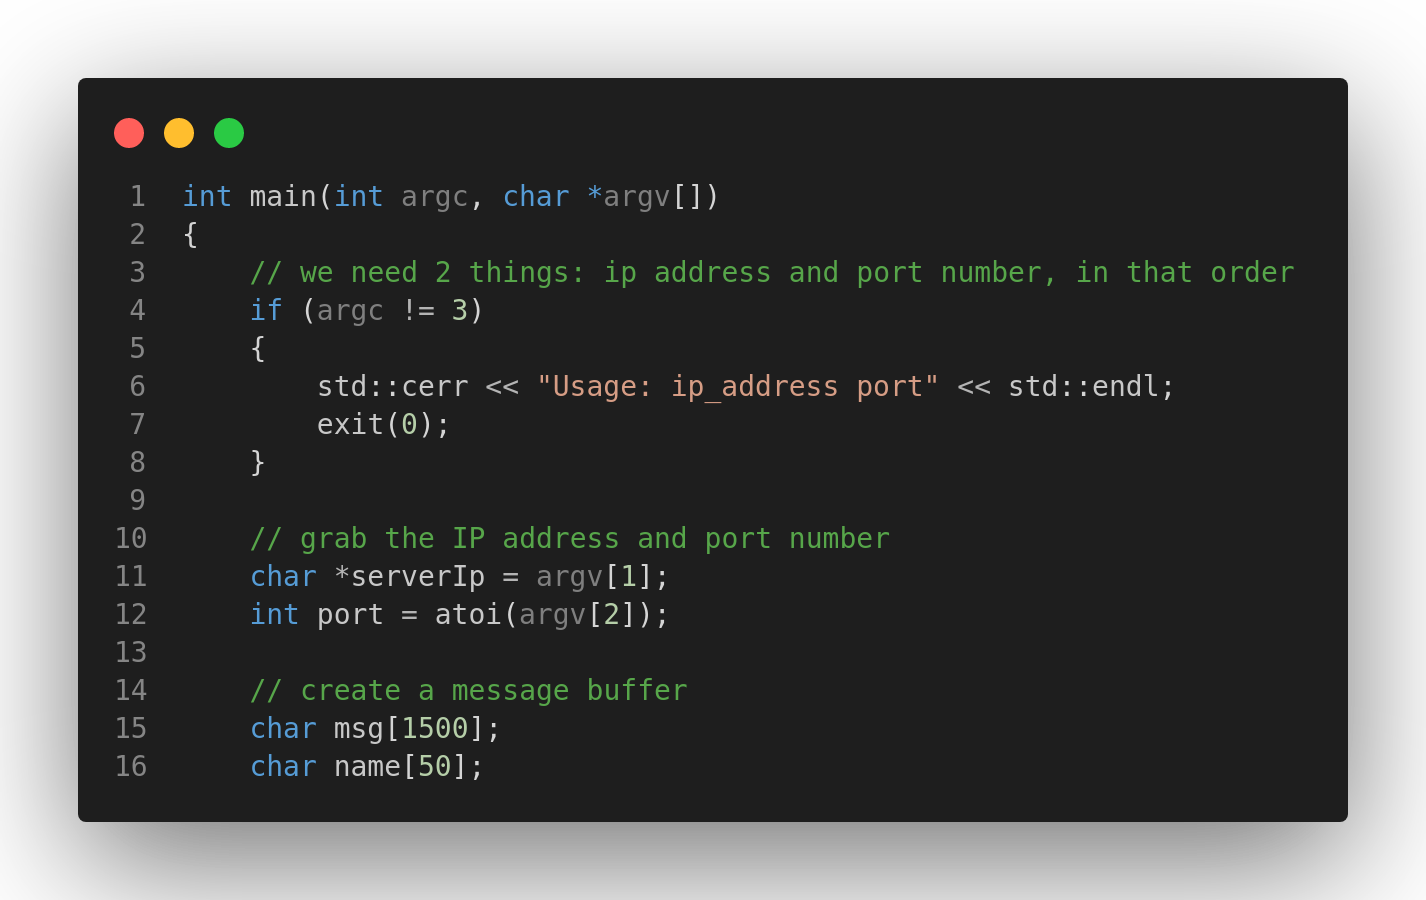 1 int main(int argc, char *argv[])
2 {
3     // we need 2 things: ip address and port number, in that order
4     if (argc != 3)
5     {
6         std::cerr << "Usage: ip_address port" << std::endl;
7         exit(0);
8     }
9
10     // grab the IP address and port number
11     char *serverIp = argv[1];
12     int port = atoi(argv[2]);
13
14     // create a message buffer
15     char msg[1500];
16     char name[50];